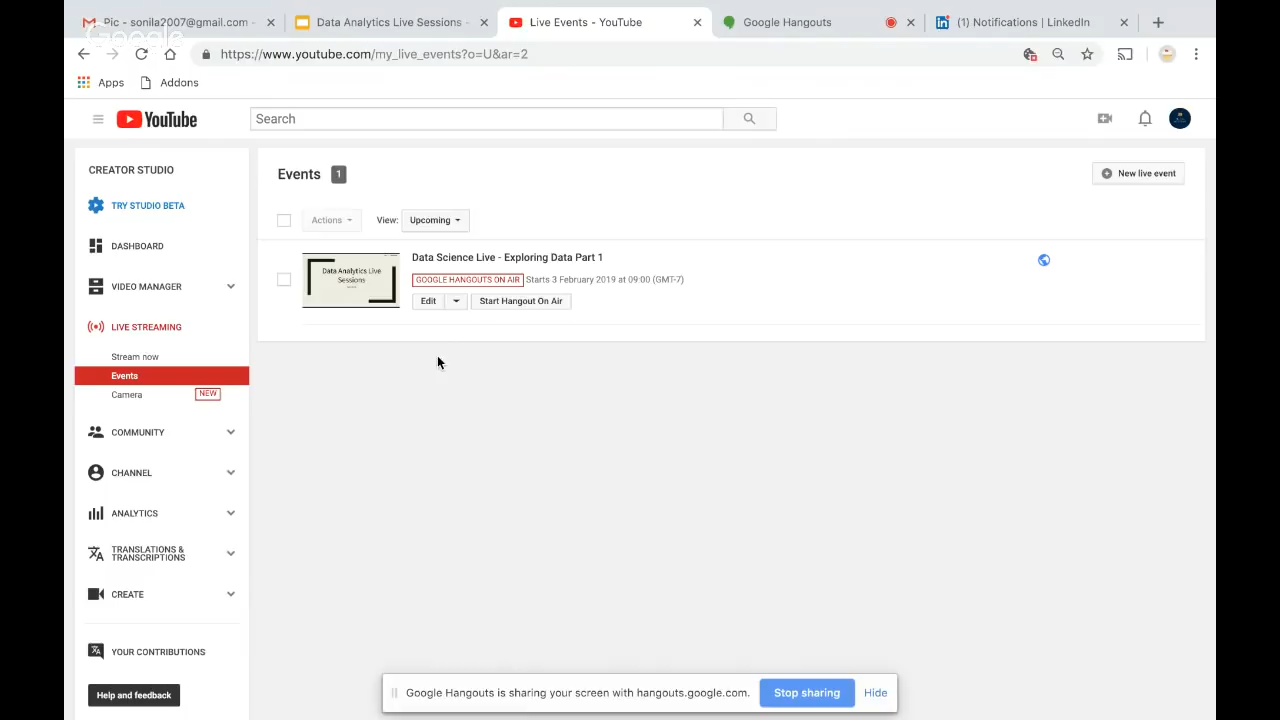 Pic - sonila2007@gmail.com -
Data Analytics Live Sessions -
Live Events - YouTube
Google Hangouts
(1) Notifications | LinkedIn
Google
https://www.youtube.com/my_live_events?o=U&ar=2
Apps
Addons
YouTube
Search
CREATOR STUDIO
TRY STUDIO BETA
DASHBOARD
VIDEO MANAGER
LIVE STREAMING
Stream now
Events
Camera
NEW
COMMUNITY
CHANNEL
ANALYTICS
TRANSLATIONS &
TRANSCRIPTIONS
CREATE
YOUR CONTRIBUTIONS
Help and feedback
Events 1
New live event
Actions
View:
Upcoming
Data Analytics Live
Sessions
Data Science Live - Exploring Data Part 1
GOOGLE HANGOUTS ON AIR Starts 3 February 2019 at 09:00 (GMT-7)
Edit
Start Hangout On Air
Google Hangouts is sharing your screen with hangouts.google.com.
Stop sharing
Hide